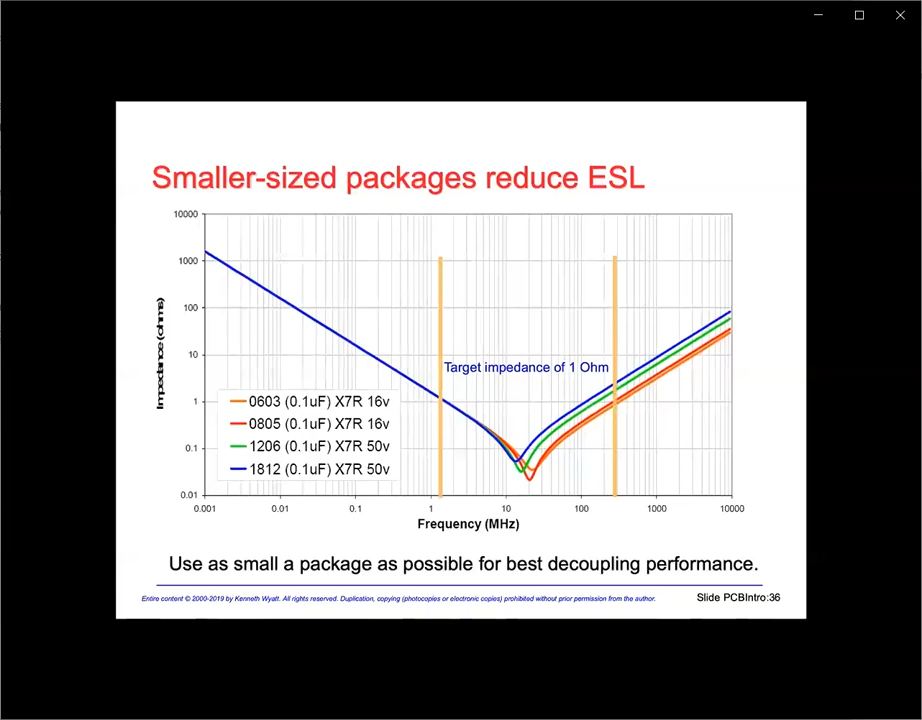 Smaller-sized packages reduce ESL
10000
1000
100
10
1
0.1
0.01
Impedance (ohms)
Target impedance of 1 Ohm
0603 (0.1uF) X7R 16v
0805 (0.1uF) X7R 16v
1206 (0.1uF) X7R 50v
1812 (0.1uF) X7R 50v
0.001 0.01 0.1 1 10 100 1000 10000
Frequency (MHz)
Use as small a package as possible for best decoupling performance.
Entire content © 2000-2019 by Kenneth Wyatt. All rights reserved. Duplication, copying (photocopies or electronic copies) prohibited without prior permission from the author.
Slide PCBIntro:36